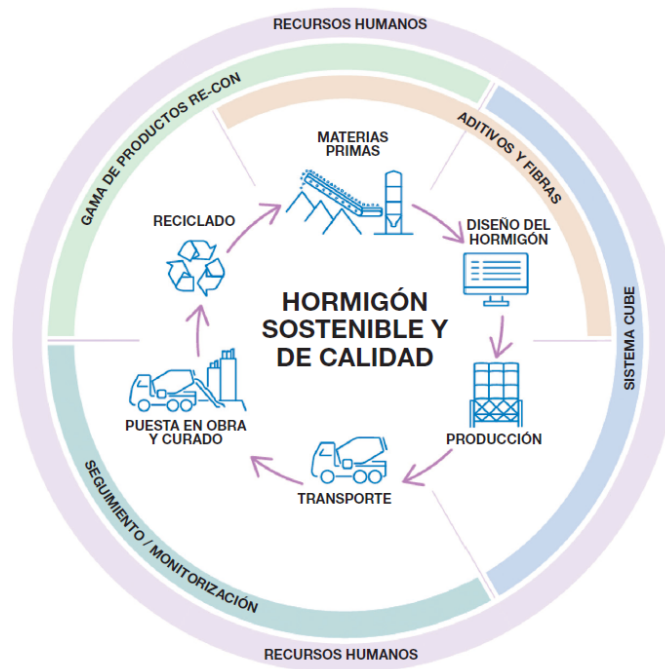 RECURSOS HUMANOS
GAMA DE PRODUCTOS RE-CON
ADITIVOS Y FIBRAS
SISTEMA CUBE
MATERIAS
PRIMAS
DISEÑO DEL
HORMIGÓN
RECICLADO
HORMIGÓN
SOSTENIBLE Y
DE CALIDAD
PRODUCCIÓN
PUESTA EN OBRA
Y CURADO
TRANSPORTE
SEGUIMIENTO / MONITORIZACIÓN
RECURSOS HUMANOS